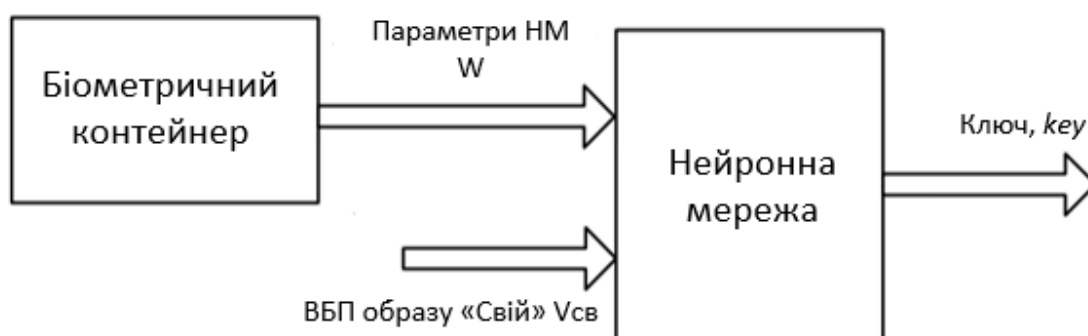 Біометричний
контейнер
Параметри НМ
W
Нейронна
мережа
Ключ, key
ВБП образу «Свій» Vсв